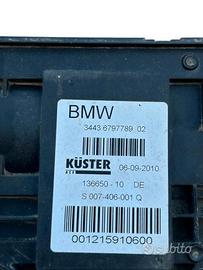 BMW
3443 6797789 02
KÜSTER
06-09-2010
136650 - 10 DE
S 007-406-001 Q
001215910600
subito